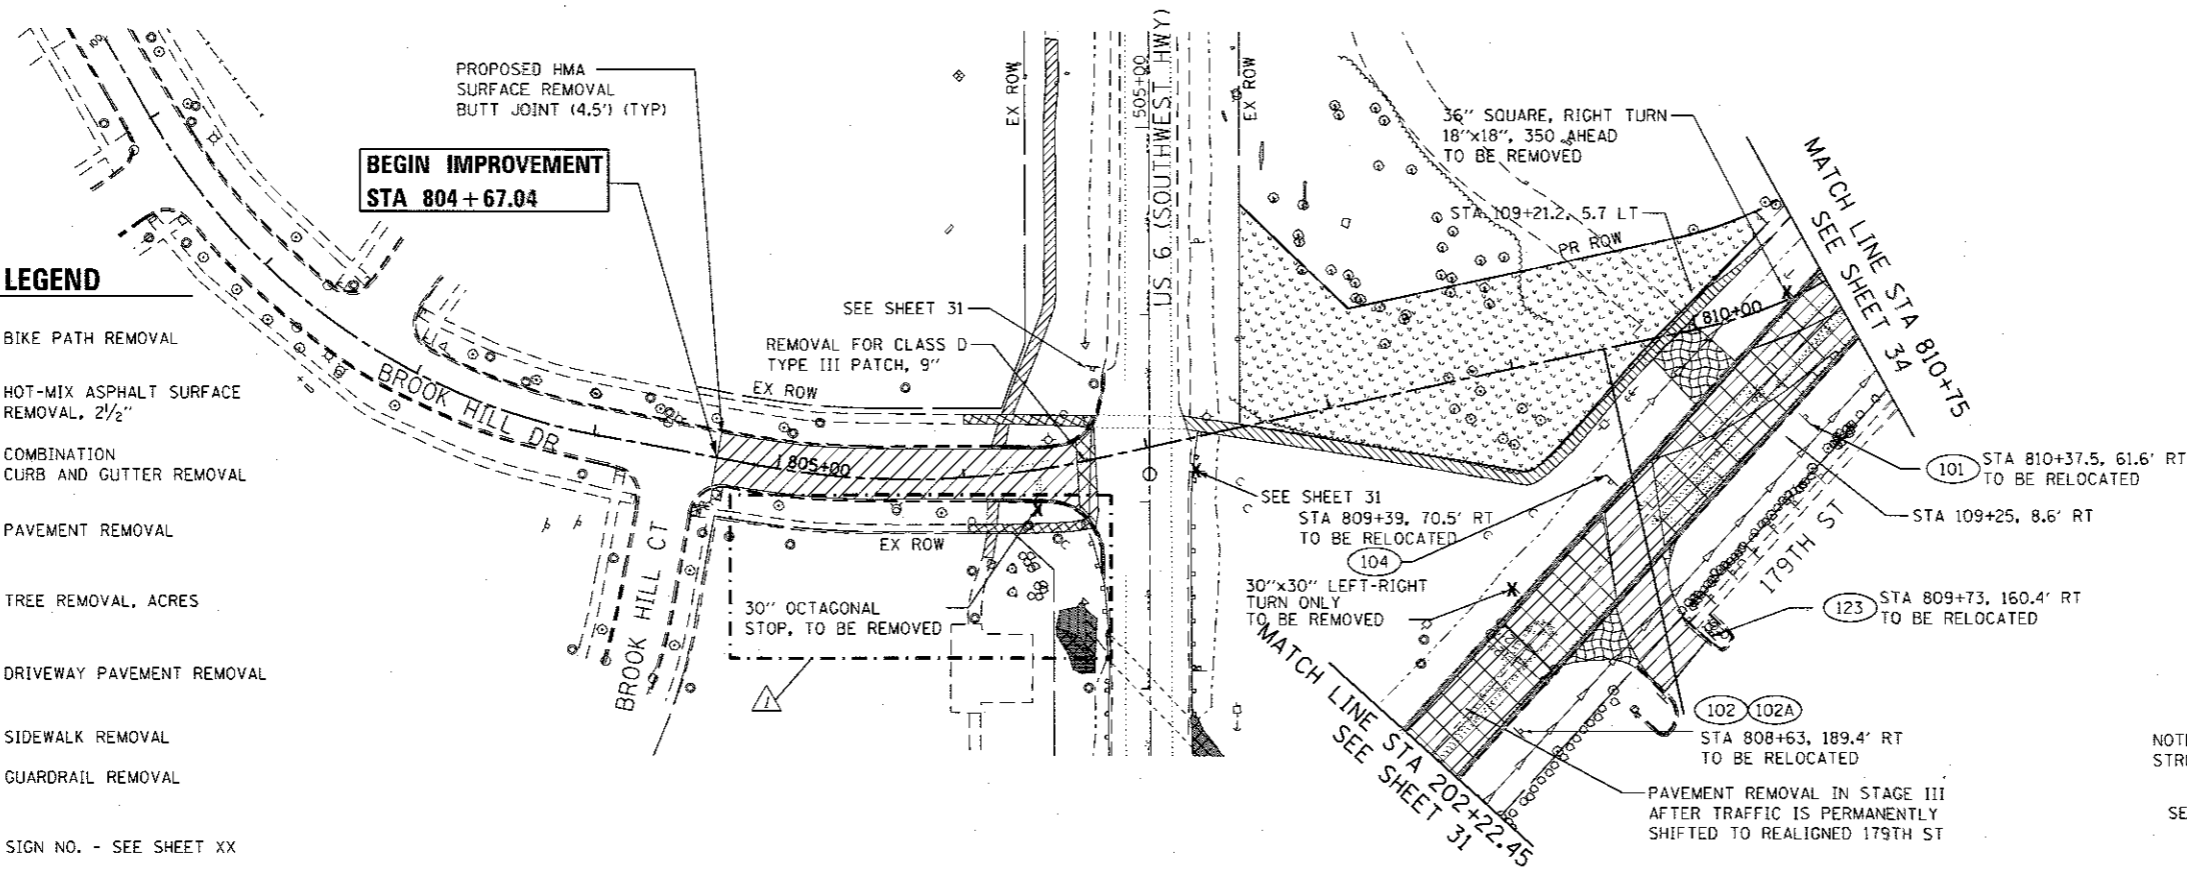 PROPOSED HMA
SURFACE REMOVAL
BUTT JOINT (4.5') (TYP)
BEGIN IMPROVEMENT
STA 804+67.04
LEGEND
BIKE PATH REMOVAL
HOT-MIX ASPHALT SURFACE
REMOVAL, 2½"
COMBINATION
CURB AND GUTTER REMOVAL
PAVEMENT REMOVAL
TREE REMOVAL, ACRES
DRIVEWAY PAVEMENT REMOVAL
SIDEWALK REMOVAL
GUARDRAIL REMOVAL
SIGN NO. - SEE SHEET XX
BROOK HILL DR
BROOK HILL CT
EX ROW
805+00
EX ROW
SEE SHEET 31
REMOVAL FOR CLASS D
TYPE III PATCH, 9"
30" OCTAGONAL
STOP, TO BE REMOVED
1
EX ROW
505+00
US 6 (SOUTHWEST HWY)
EX ROW
36" SQUARE, RIGHT TURN
18"x18", 350 AHEAD
TO BE REMOVED
STA 109+21.2, 5.7 LT
PR ROW
810+00
MATCH LINE STA 810+75
SEE SHEET 34
SEE SHEET 31
STA 809+39, 70.5' RT
TO BE RELOCATED
104
30"x30" LEFT-RIGHT
TURN ONLY
TO BE REMOVED
MATCH LINE STA 202+22.45
SEE SHEET 31
101
STA 810+37.5, 61.6' RT
TO BE RELOCATED
STA 109+25, 8.6' RT
179TH ST
123
STA 809+73, 160.4' RT
TO BE RELOCATED
102 102A
STA 808+63, 189.4' RT
TO BE RELOCATED
PAVEMENT REMOVAL IN STAGE III
AFTER TRAFFIC IS PERMANENTLY
SHIFTED TO REALIGNED 179TH ST